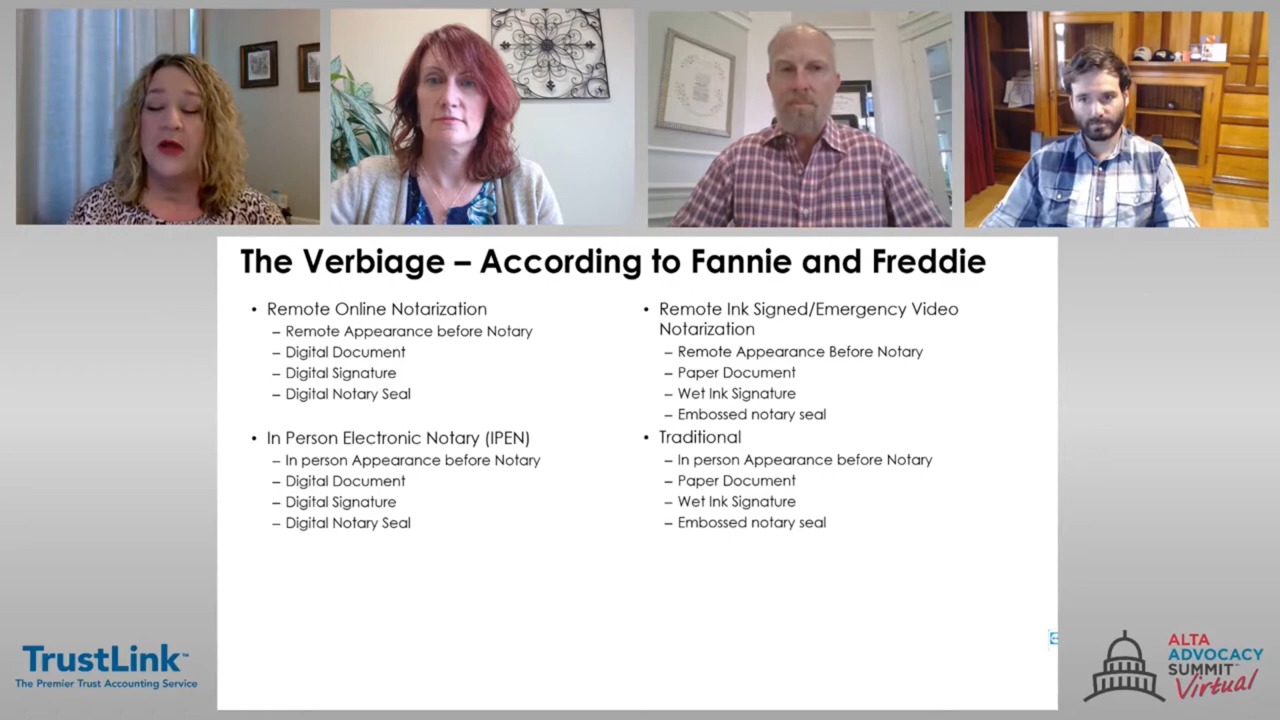 The Verbiage – According to Fannie and Freddie
• Remote Online Notarization
– Remote Appearance before Notary
– Digital Document
– Digital Signature
– Digital Notary Seal
• In Person Electronic Notary (IPEN)
– In person Appearance before Notary
– Digital Document
– Digital Signature
– Digital Notary Seal
• Remote Ink Signed/Emergency Video
Notarization
– Remote Appearance Before Notary
– Paper Document
– Wet Ink Signature
– Embossed notary seal
• Traditional
– In person Appearance before Notary
– Paper Document
– Wet Ink Signature
– Embossed notary seal
TrustLink™
The Premier Trust Accounting Service
ALTA
ADVOCACY
SUMMIT
Virtual